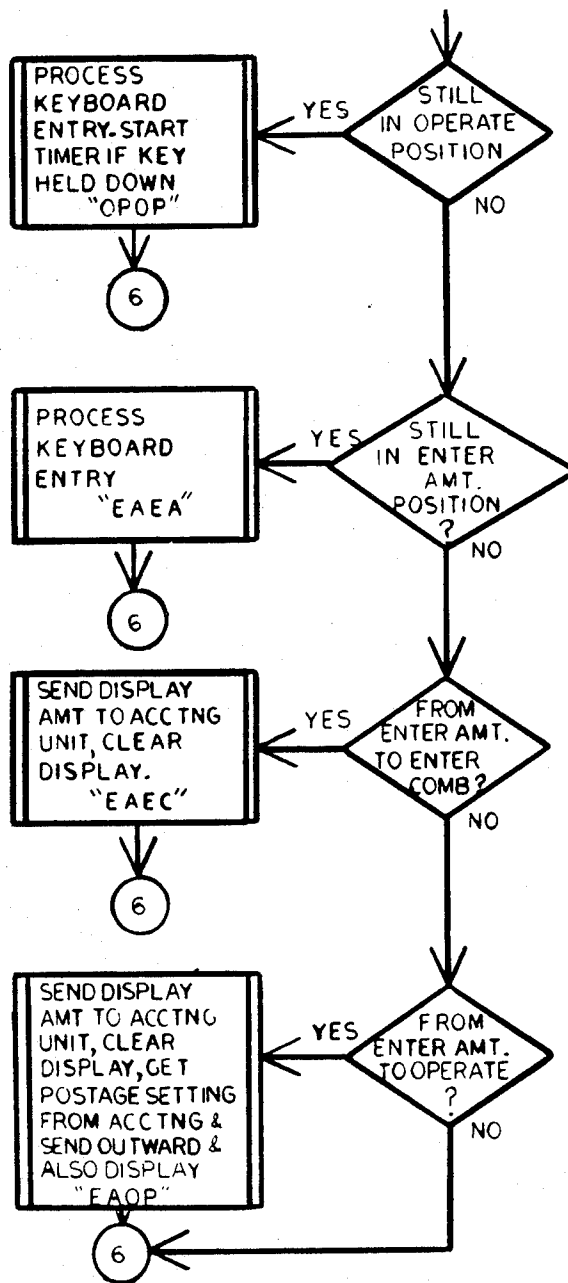 STILL
IN OPERATE
POSITION
YES
NO
PROCESS
KEYBOARD
ENTRY. START
TIMER IF KEY
HELD DOWN
"OPOP"
6
STILL
IN ENTER
AMT.
POSITION
?
YES
NO
PROCESS
KEYBOARD
ENTRY
"EAEA"
6
FROM
ENTER AMT.
TO ENTER
COMB?
YES
NO
SEND DISPLAY
AMT TO ACCTNG
UNIT, CLEAR
DISPLAY.
"EAEC"
6
FROM
ENTER AMT.
TO OPERATE
?
YES
NO
SEND DISPLAY
AMT TO ACCTNG
UNIT, CLEAR
DISPLAY, GET
POSTAGE SETTING
FROM ACCTNG &
SEND OUTWARD &
ALSO DISPLAY
"EAOP"
6